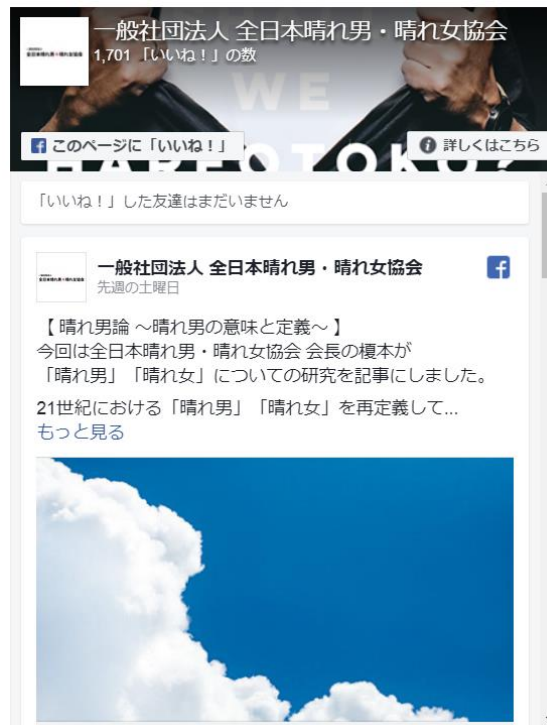 一般社団法人 全日本晴れ男・晴れ女協会
1,701 「いいね!」の数
WE
このページに「いいね!」
詳しくはこちら
HAREOTOKO?
「いいね!」した友達はまだいません
一般社団法人 全日本晴れ男・晴れ女協会
先週の土曜日
【 晴れ男論 ～晴れ男の意味と定義～ 】
今回は全日本晴れ男・晴れ女協会 会長の榎本が
「晴れ男」「晴れ女」についての研究を記事にしました。
21世紀における「晴れ男」「晴れ女」を再定義して...
もっと見る